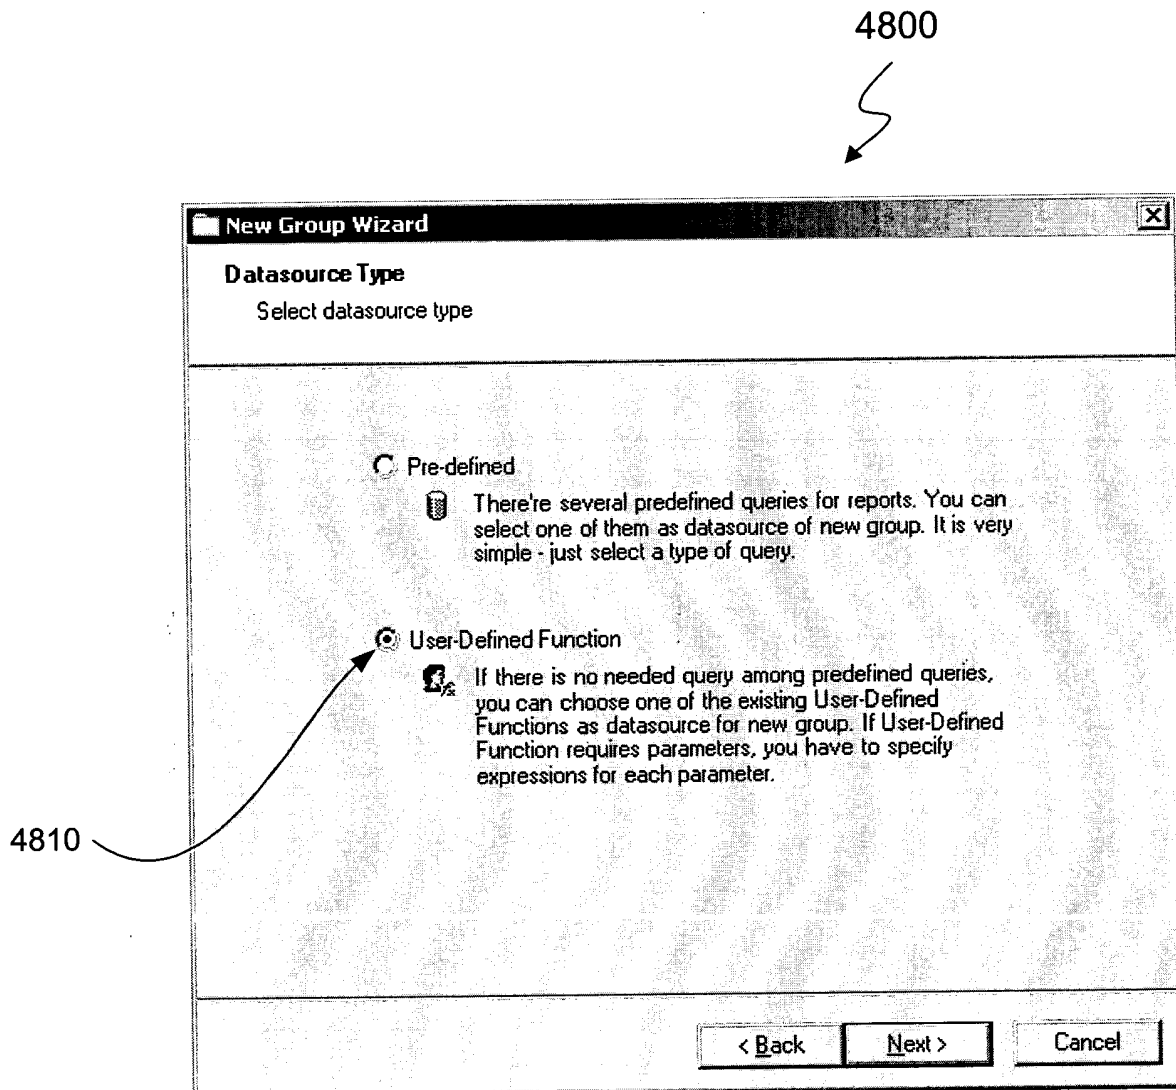 4800
New Group Wizard
Datasource Type
Select datasource type
Pre-defined
There're several predefined queries for reports. You can
select one of them as datasource of new group. It is very
simple - just select a type of query.
User-Defined Function
If there is no needed query among predefined queries,
you can choose one of the existing User-Defined
Functions as datasource for new group. If User-Defined
Function requires parameters, you have to specify
expressions for each parameter.
4810
< Back
Next >
Cancel